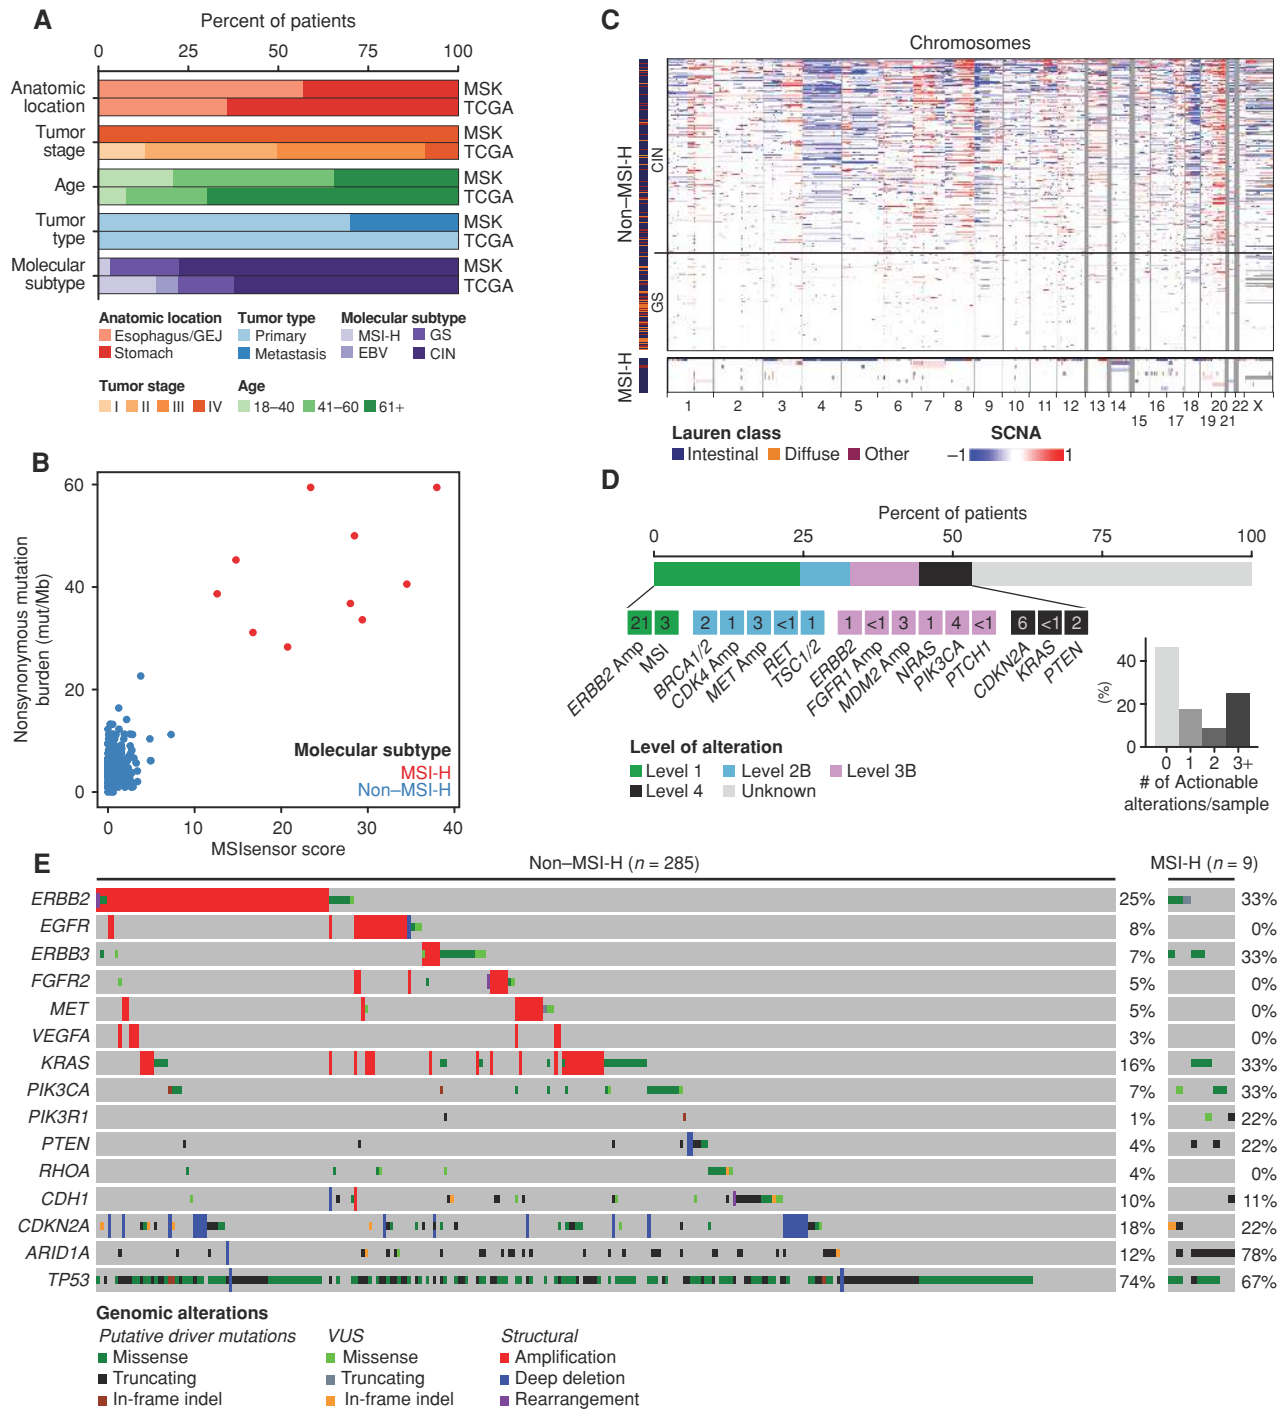 A
Percent of patients
0 25 50 75 100
Anatomic location
MSK
TCGA
Tumor stage
MSK
TCGA
Age
MSK
TCGA
Tumor type
MSK
TCGA
Molecular subtype
MSK
TCGA
Anatomic location
Esophagus/GEJ
Stomach
Tumor type
Primary
Metastasis
Molecular subtype
MSI-H
GS
EBV
CIN
Tumor stage
I II III IV
Age
18–40 41–60 61+
B
Nonsynonymous mutation
burden (mut/Mb)
60
40
20
0
0 10 20 30 40
MSIsensor score
Molecular subtype
MSI-H
Non–MSI-H
C
Chromosomes
Non–MSI-H
CIN
GS
MSI-H
1 2 3 4 5 6 7 8 9 10 11 12 13 14 15 16 17 18 19 20 21 22 X
Lauren class
Intestinal Diffuse Other
SCNA
–1 1
D
Percent of patients
0 25 50 75 100
21 3 2 1 3 <1 1 1 <1 3 1 4 <1 6 <1 2
ERBB2 Amp
MSI
BRCA1/2
CDK4 Amp
MET Amp
RET
TSC1/2
ERBB2
FGFR1 Amp
MDM2 Amp
NRAS
PIK3CA
PTCH1
CDKN2A
KRAS
PTEN
Level of alteration
Level 1 Level 2B Level 3B
Level 4 Unknown
(%)
40
20
0
0 1 2 3+
# of Actionable
alterations/sample
E
Non–MSI-H (n = 285)
MSI-H (n = 9)
ERBB2 25% 33%
EGFR 8% 0%
ERBB3 7% 33%
FGFR2 5% 0%
MET 5% 0%
VEGFA 3% 0%
KRAS 16% 33%
PIK3CA 7% 33%
PIK3R1 1% 22%
PTEN 4% 22%
RHOA 4% 0%
CDH1 10% 11%
CDKN2A 18% 22%
ARID1A 12% 78%
TP53 74% 67%
Genomic alterations
Putative driver mutations
Missense
Truncating
In-frame indel
VUS
Missense
Truncating
In-frame indel
Structural
Amplification
Deep deletion
Rearrangement